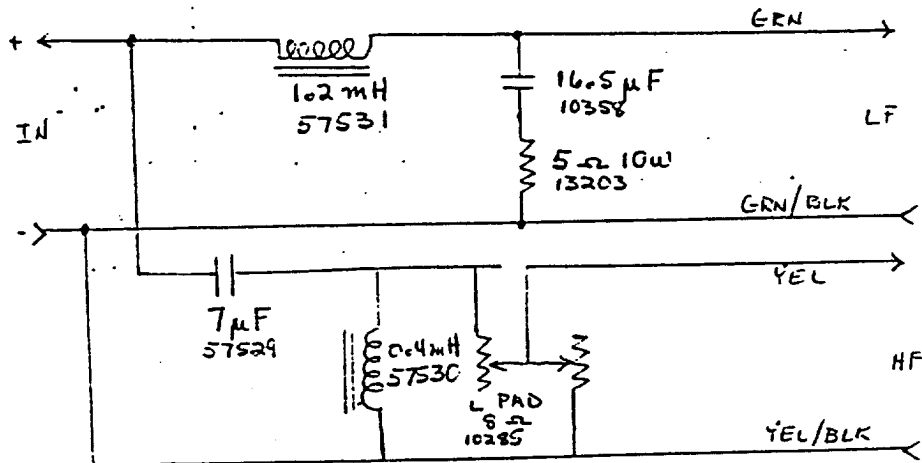 GRN
+
1.2 mH
57531
16.5 µF
10358
IN
LF
5 Ω 10W
13203
GRN/BLK
-
YEL
7 µF
57529
0.4 mH
57530
L PAD
8 Ω
10285
HF
YEL/BLK